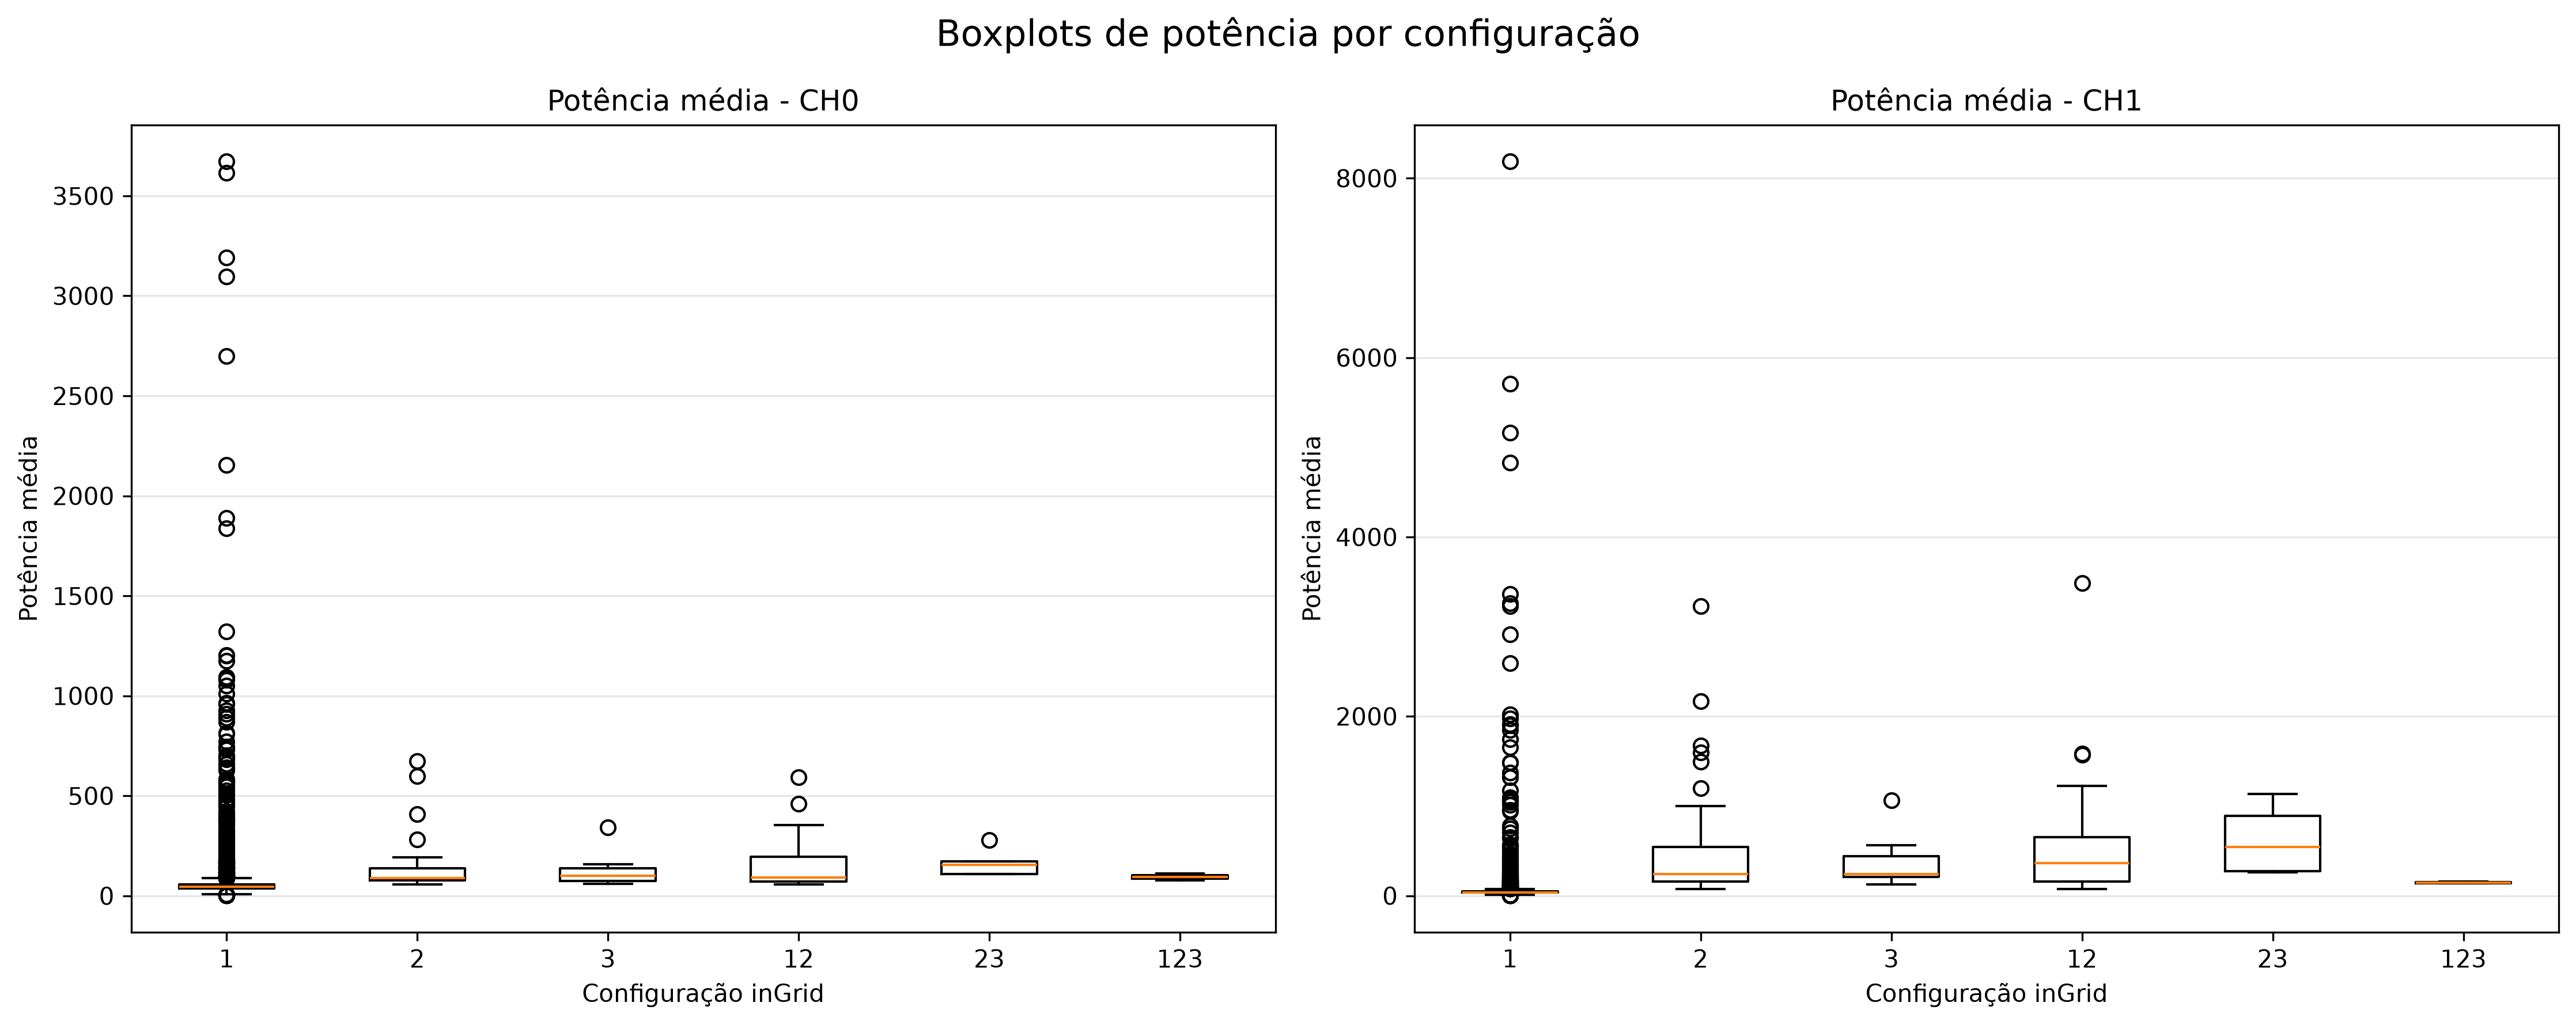 Boxplots de potência por configuração
Potência média - CH0
Potência média
3500
3000
2500
2000
1500
1000
500
0
1 2 3 12 23 123
Configuração inGrid
Potência média - CH1
Potência média
8000
6000
4000
2000
0
1 2 3 12 23 123
Configuração inGrid